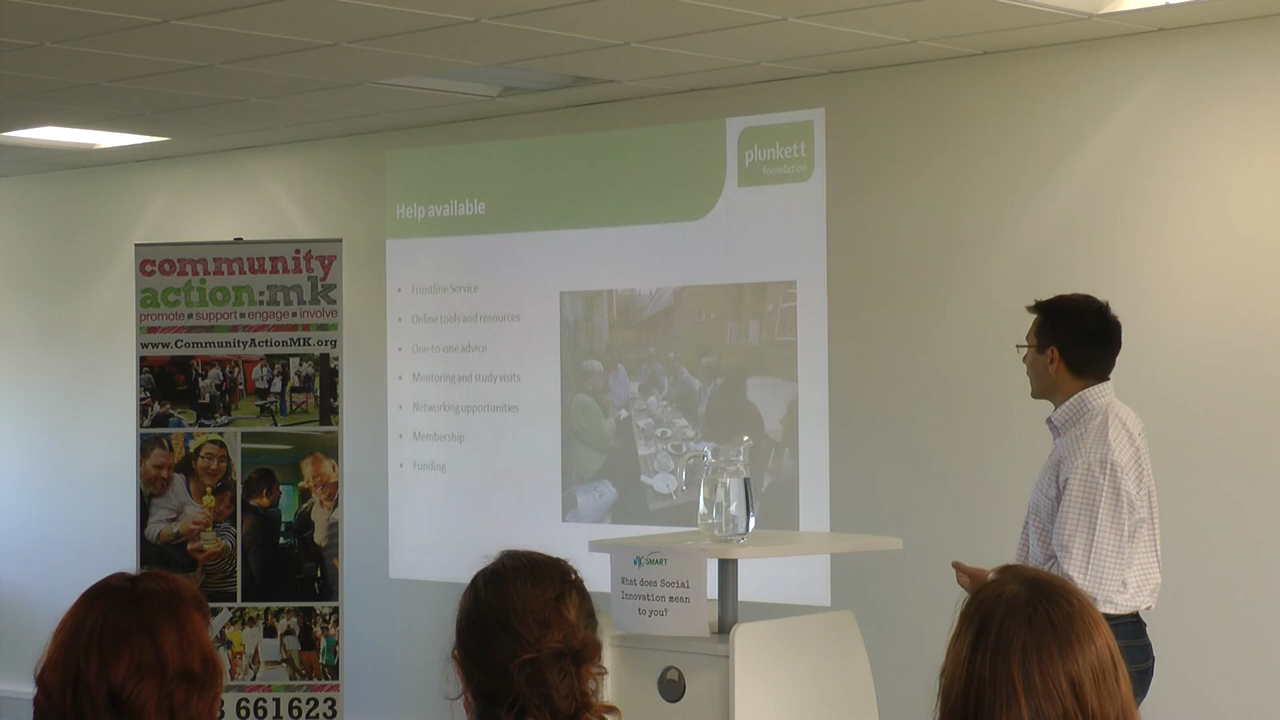 community
action:mk
promote ▪ support ▪ engage ▪ involve
www.CommunityActionMK.org
661623
plunkett
foundation
Help available
• Frontline Service
• Online tools and resources
• One-to-one advice
• Mentoring and study visits
• Networking opportunities
• Membership
• Funding
MK:SMART
What does Social
Innovation mean
to you?